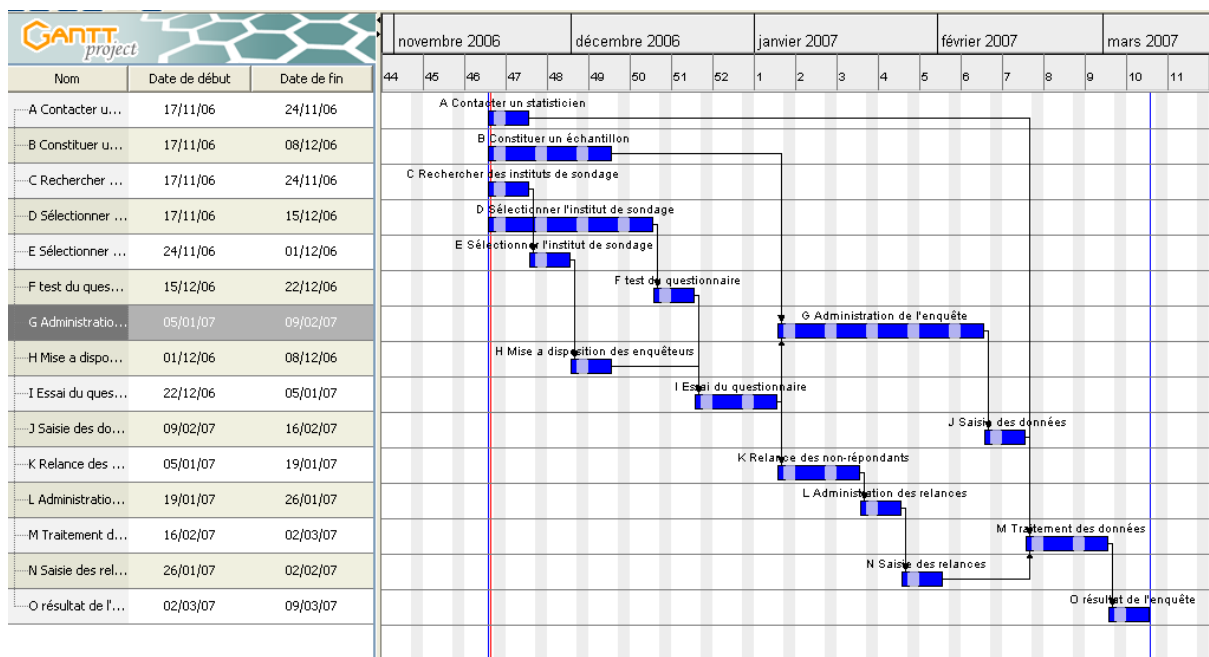 GANTT project
novembre 2006 décembre 2006 janvier 2007 février 2007 mars 2007
Nom Date de début Date de fin
44 45 46 47 48 49 50 51 52 1 2 3 4 5 6 7 8 9 10 11
A Contacter u... 17/11/06 24/11/06
A Contacter un statisticien
B Constituer u... 17/11/06 08/12/06
B Constituer un échantillon
C Rechercher ... 17/11/06 24/11/06
C Rechercher des instituts de sondage
D Sélectionner ... 17/11/06 15/12/06
D Sélectionner l'institut de sondage
E Sélectionner ... 24/11/06 01/12/06
E Sélectionner l'institut de sondage
F test du ques... 15/12/06 22/12/06
F test du questionnaire
G Administratio... 05/01/07 09/02/07
G Administration de l'enquête
H Mise a dispo... 01/12/06 08/12/06
H Mise a disposition des enquêteurs
I Essai du ques... 22/12/06 05/01/07
I Essai du questionnaire
J Saisie des do... 09/02/07 16/02/07
J Saisie des données
K Relance des ... 05/01/07 19/01/07
K Relance des non-répondants
L Administratio... 19/01/07 26/01/07
L Administration des relances
M Traitement d... 16/02/07 02/03/07
M Traitement des données
N Saisie des rel... 26/01/07 02/02/07
N Saisie des relances
O résultat de l'... 02/03/07 09/03/07
O résultat de l'enquête